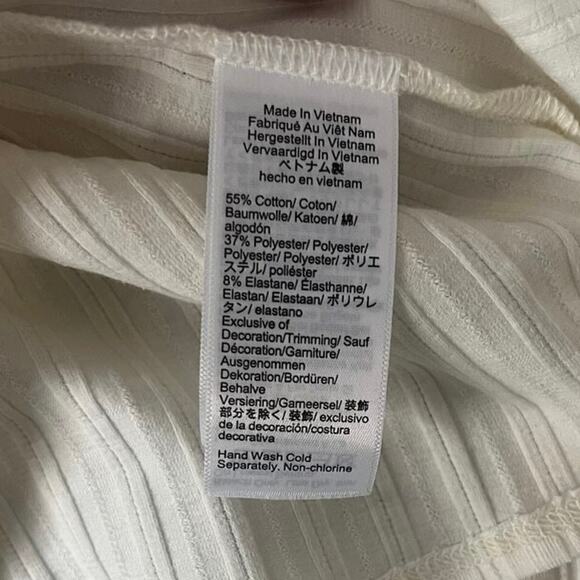 Made In Vietnam
Fabriqué Au Viêt Nam
Hergestellt In Vietnam
Vervaardigd In Vietnam
ベトナム製
hecho en vietnam
55% Cotton/ Coton/
Baumwolle/ Katoen/ 綿/
algodón
37% Polyester/ Polyester/
Polyester/ Polyester/ ポリエ
ステル/ poliéster
8% Elastane/ Élasthanne/
Elastan/ Elastaan/ ポリウレ
タン/ elastano
Exclusive of
Decoration/Trimming/ Sauf
Décoration/Garniture/
Ausgenommen
Dekoration/Bordüren/
Behalve
Versiering/Garneersel/ 装飾
部分を除く/ 装飾/ exclusivo
de la decoración/costura
decorativa
Hand Wash Cold
Separately. Non-chlorine